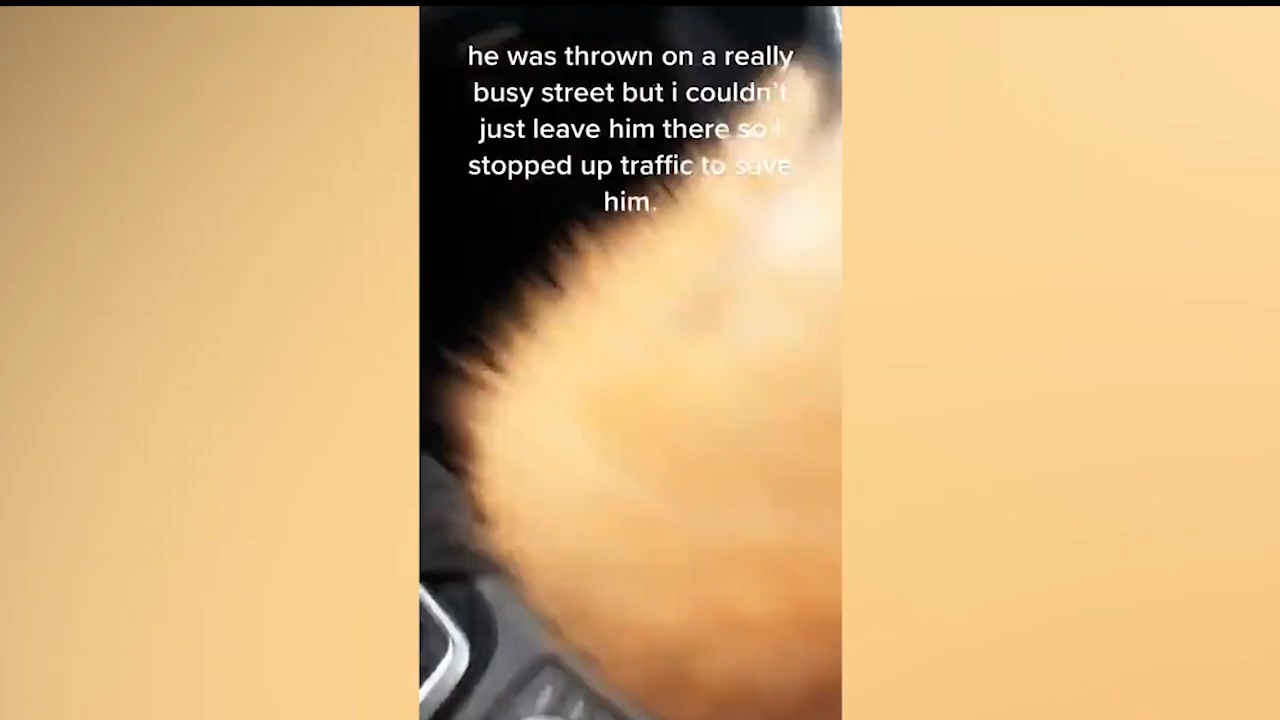 he was thrown on a really
busy street but i couldn't
just leave him there so i
stopped up traffic to save
him.